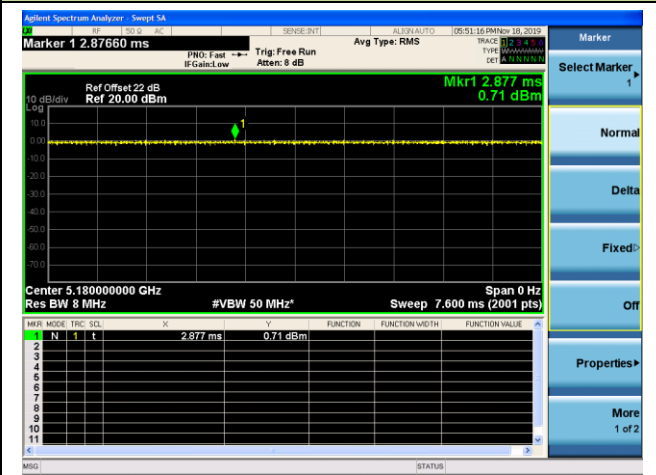 Agilent Spectrum Analyzer - Swept SA
RF 50 Ω AC SENSE:INT ALIGN AUTO 05:51:16 PM Nov 18, 2019
Marker 1 2.87660 ms
PNO: Fast
IFGain:Low
Trig: Free Run
Atten: 8 dB
Avg Type: RMS
TRACE 1 2 3 4 5 6
TYPE
DET A N N N N N
Ref Offset 22 dB
10 dB/div Ref 20.00 dBm
Log
Mkr1 2.877 ms
0.71 dBm
1
10.0
0.00
-10.0
-20.0
-30.0
-40.0
-50.0
-60.0
-70.0
Center 5.180000000 GHz Span 0 Hz
Res BW 8 MHz #VBW 50 MHz* Sweep 7.600 ms (2001 pts)
MKR MODE TRC SCL X Y FUNCTION FUNCTION WIDTH FUNCTION VALUE
1 N 1 t 2.877 ms 0.71 dBm
2
3
4
5
6
7
8
9
10
11
MSG STATUS
Marker
Select Marker
1
Normal
Delta
Fixed
Off
Properties
More
1 of 2